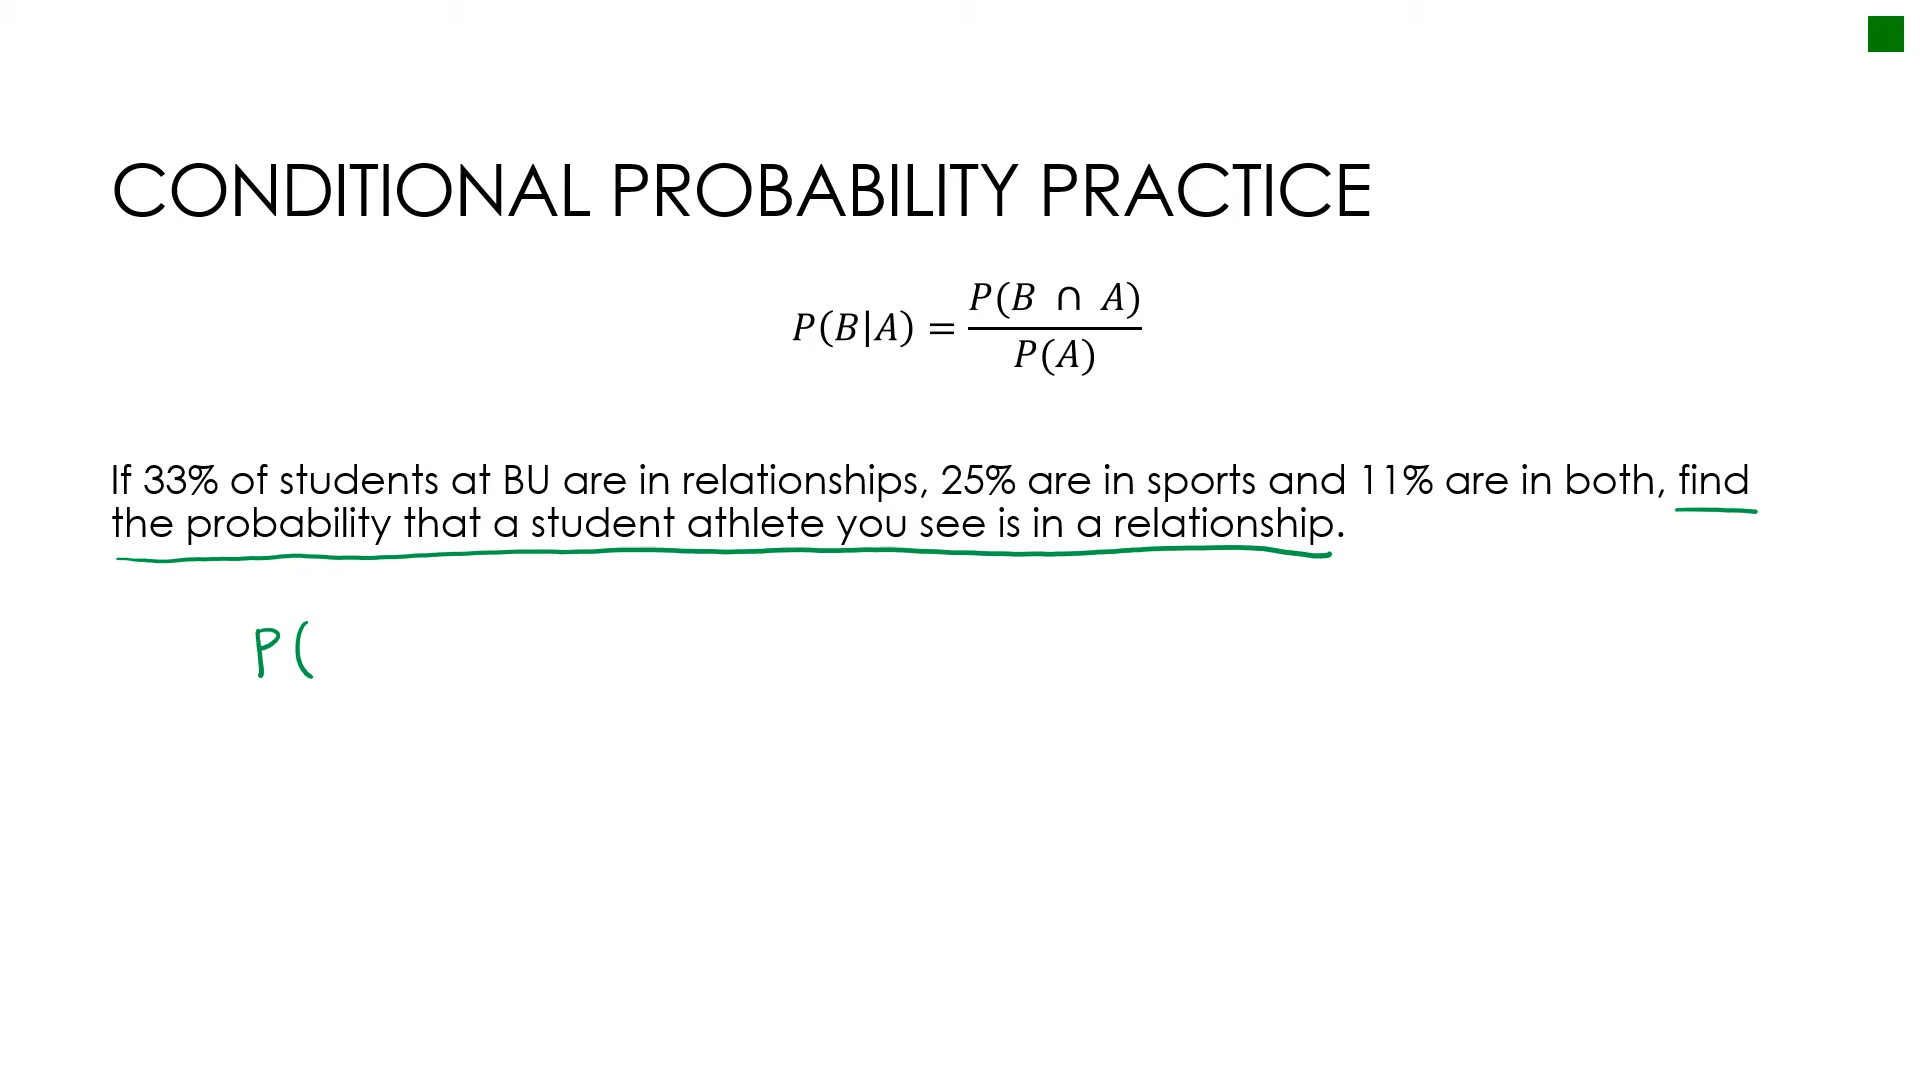 CONDITIONAL PROBABILITY PRACTICE
P(B|A) = P(B ∩ A) / P(A)
If 33% of students at BU are in relationships, 25% are in sports and 11% are in both, find
the probability that a student athlete you see is in a relationship.
P(